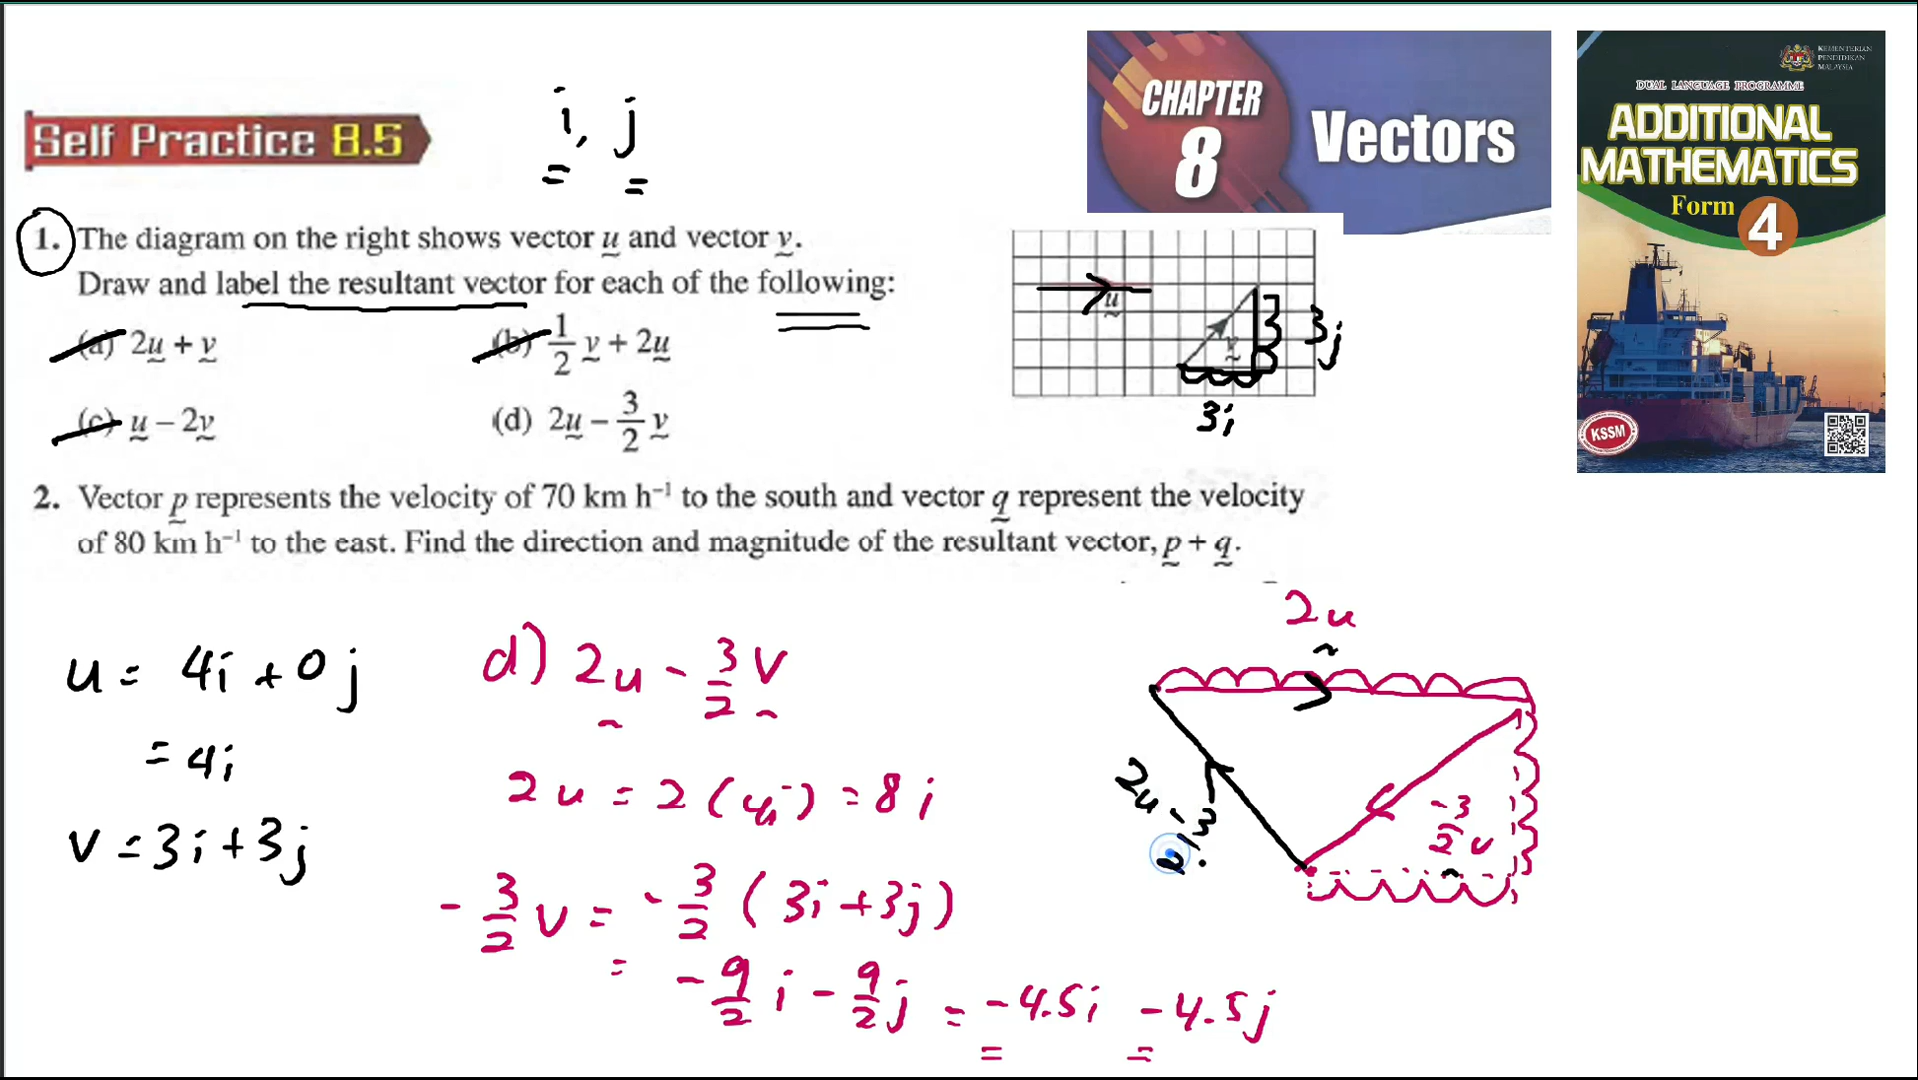 i, j
Self Practice 8.5
CHAPTER
8
Vectors
KEMENTERIAN
PENDIDIKAN
MALAYSIA
DUAL LANGUAGE PROGRAMME
ADDITIONAL
MATHEMATICS
Form 4
KSSM
1. The diagram on the right shows vector u and vector v.
Draw and label the resultant vector for each of the following:
(a) 2u + v
(b) 1/2 v + 2u
(c) u – 2v
(d) 2u – 3/2 v
u
v
3j
3i
2. Vector p represents the velocity of 70 km h⁻¹ to the south and vector q represent the velocity
of 80 km h⁻¹ to the east. Find the direction and magnitude of the resultant vector, p + q.
u = 4i + 0j
= 4i
v = 3i + 3j
d) 2u - 3/2 v
2u = 2(4i) = 8i
- 3/2 v = - 3/2 (3i + 3j)
= - 9/2 i - 9/2 j = -4.5i - 4.5j
2u
-3/2 v
2u - 3